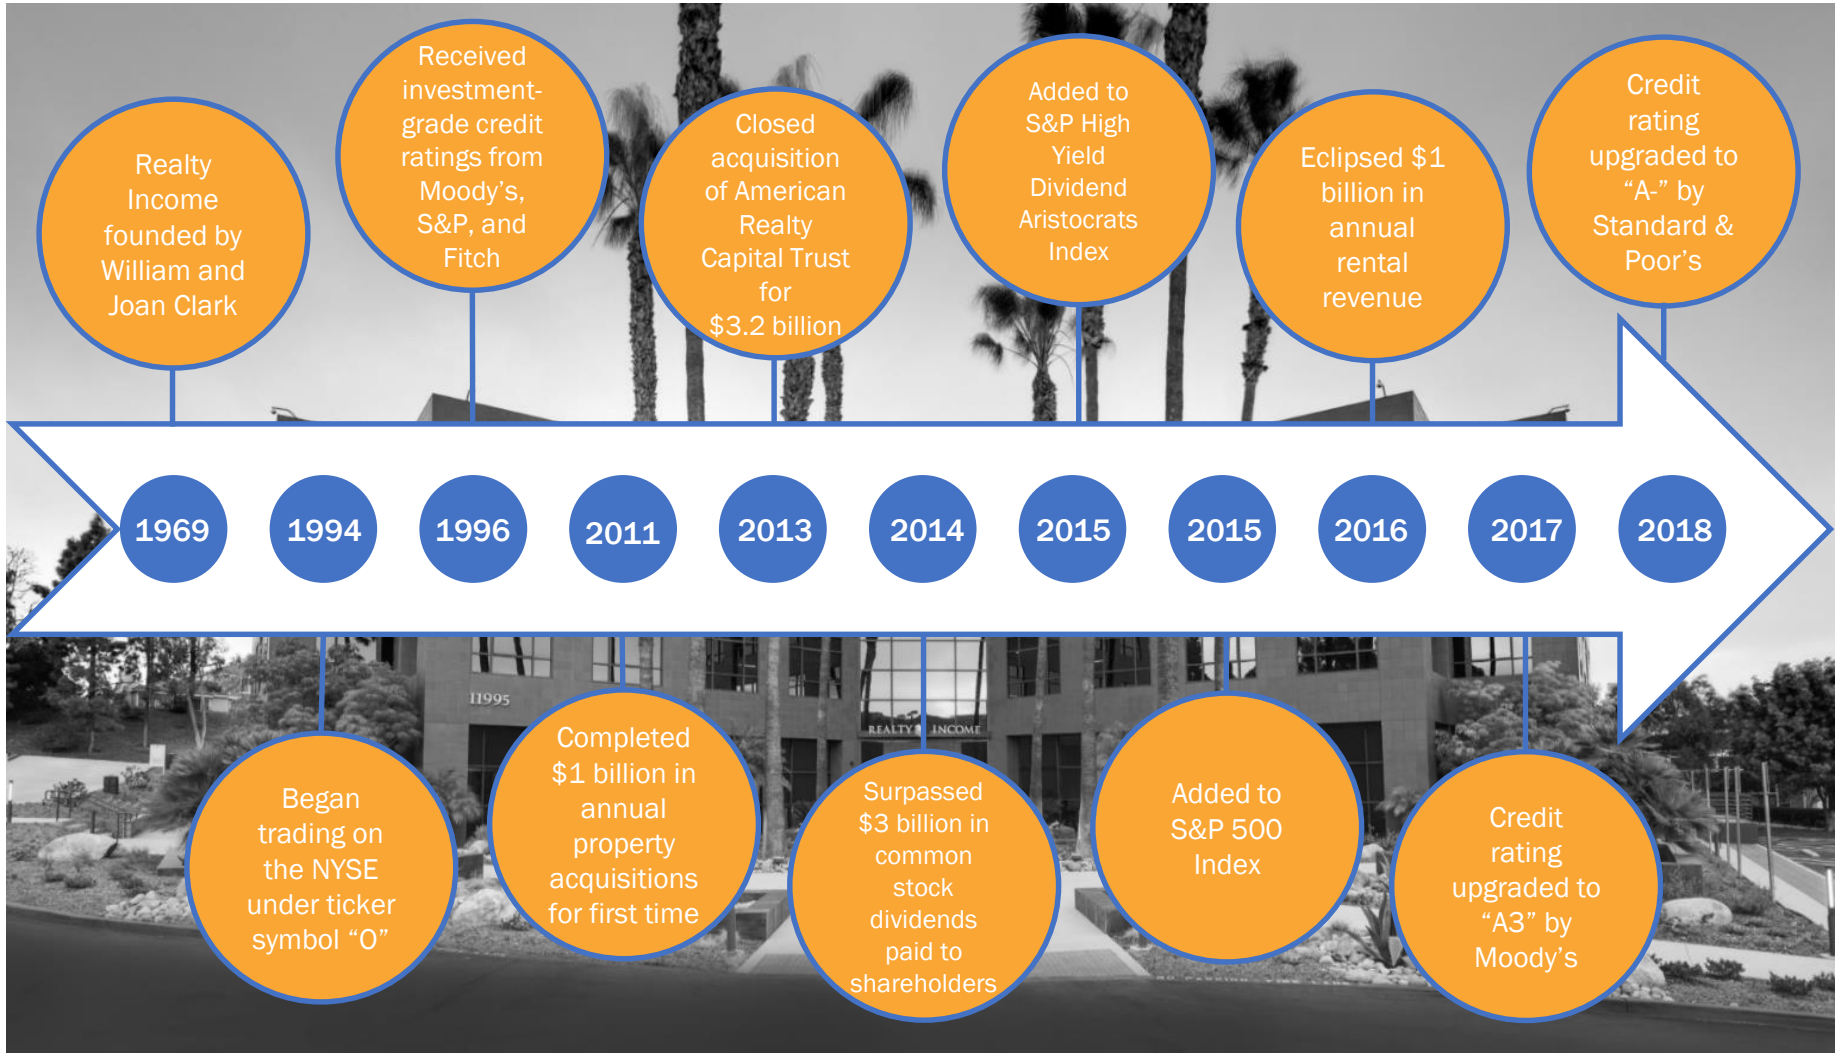 Realty
Income
founded by
William and
Joan Clark
Received
investment-
grade credit
ratings from
Moody's,
S&P, and
Fitch
Closed
acquisition
of American
Realty
Capital Trust
for
$3.2 billion
Added to
S&P High
Yield
Dividend
Aristocrats
Index
Eclipsed $1
billion in
annual
rental
revenue
Credit
rating
upgraded to
“A-” by
Standard &
Poor's
1969
1994
1996
2011
2013
2014
2015
2015
2016
2017
2018
11995
REALTY INCOME
Began
trading on
the NYSE
under ticker
symbol “O”
Completed
$1 billion in
annual
property
acquisitions
for first time
Surpassed
$3 billion in
common
stock
dividends
paid to
shareholders
Added to
S&P 500
Index
Credit
rating
upgraded to
“A3” by
Moody's